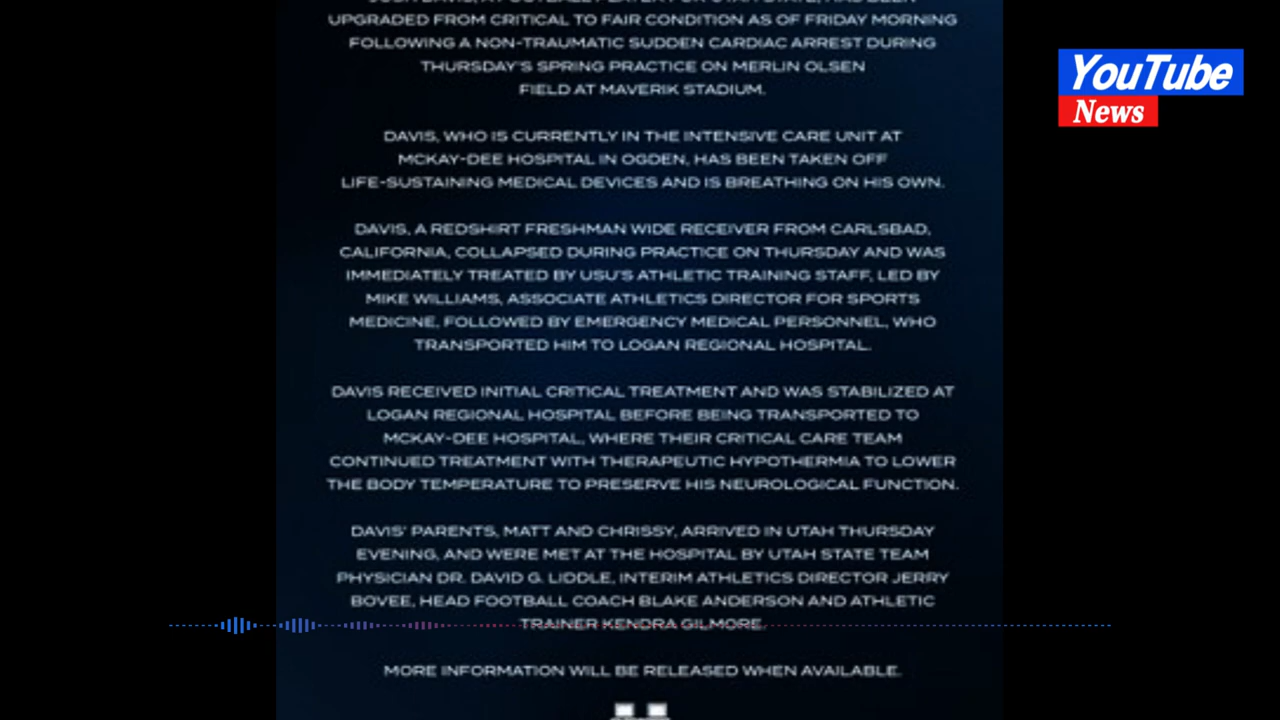 UPGRADED FROM CRITICAL TO FAIR CONDITION AS OF FRIDAY MORNING
FOLLOWING A NON-TRAUMATIC SUDDEN CARDIAC ARREST DURING
THURSDAY'S SPRING PRACTICE ON MERLIN OLSEN
FIELD AT MAVERIK STADIUM.
DAVIS, WHO IS CURRENTLY IN THE INTENSIVE CARE UNIT AT
MCKAY-DEE HOSPITAL IN OGDEN, HAS BEEN TAKEN OFF
LIFE-SUSTAINING MEDICAL DEVICES AND IS BREATHING ON HIS OWN.
DAVIS, A REDSHIRT FRESHMAN WIDE RECEIVER FROM CARLSBAD,
CALIFORNIA, COLLAPSED DURING PRACTICE ON THURSDAY AND WAS
IMMEDIATELY TREATED BY USU'S ATHLETIC TRAINING STAFF, LED BY
MIKE WILLIAMS, ASSOCIATE ATHLETICS DIRECTOR FOR SPORTS
MEDICINE, FOLLOWED BY EMERGENCY MEDICAL PERSONNEL, WHO
TRANSPORTED HIM TO LOGAN REGIONAL HOSPITAL.
DAVIS RECEIVED INITIAL CRITICAL TREATMENT AND WAS STABILIZED AT
LOGAN REGIONAL HOSPITAL BEFORE BEING TRANSPORTED TO
MCKAY-DEE HOSPITAL, WHERE THEIR CRITICAL CARE TEAM
CONTINUED TREATMENT WITH THERAPEUTIC HYPOTHERMIA TO LOWER
THE BODY TEMPERATURE TO PRESERVE HIS NEUROLOGICAL FUNCTION.
DAVIS' PARENTS, MATT AND CHRISSY, ARRIVED IN UTAH THURSDAY
EVENING, AND WERE MET AT THE HOSPITAL BY UTAH STATE TEAM
PHYSICIAN DR. DAVID G. LIDDLE, INTERIM ATHLETICS DIRECTOR JERRY
BOVEE, HEAD FOOTBALL COACH BLAKE ANDERSON AND ATHLETIC
TRAINER KENDRA GILMORE.
MORE INFORMATION WILL BE RELEASED WHEN AVAILABLE.
YouTube
News